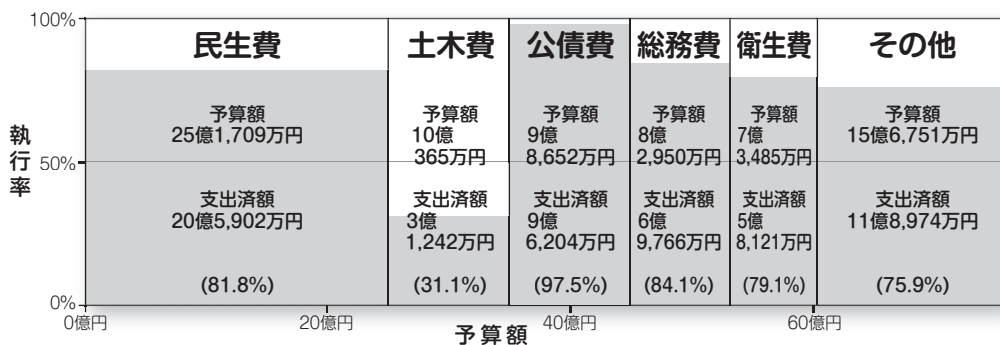 100%
50%
0%
執行率
民生費
予算額
25億1,709万円
支出済額
20億5,902万円
(81.8%)
土木費
予算額
10億
365万円
支出済額
3億
1,242万円
(31.1%)
公債費
予算額
9億
8,652万円
支出済額
9億
6,204万円
(97.5%)
総務費
予算額
8億
2,950万円
支出済額
6億
9,766万円
(84.1%)
衛生費
予算額
7億
3,485万円
支出済額
5億
8,121万円
(79.1%)
その他
予算額
15億6,751万円
支出済額
11億8,974万円
(75.9%)
0億円
20億円
40億円
60億円
予算額